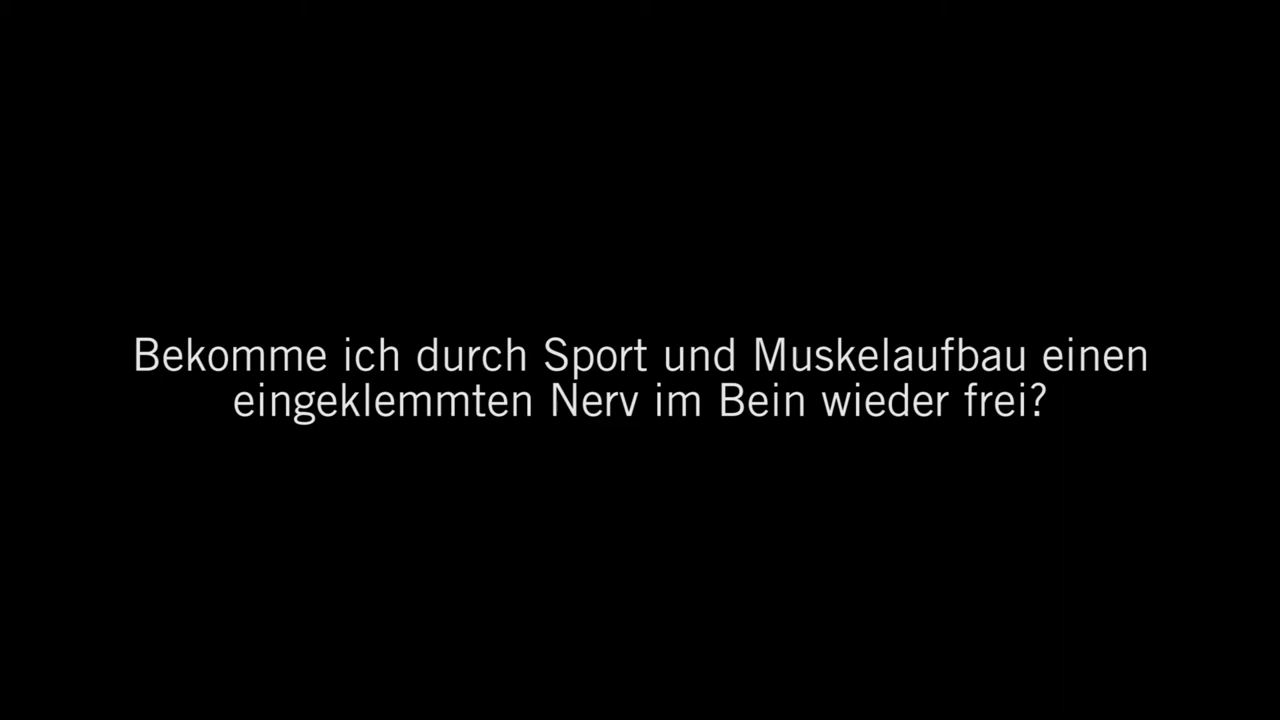 Bekomme ich durch Sport und Muskelaufbau einen
eingeklemmten Nerv im Bein wieder frei?